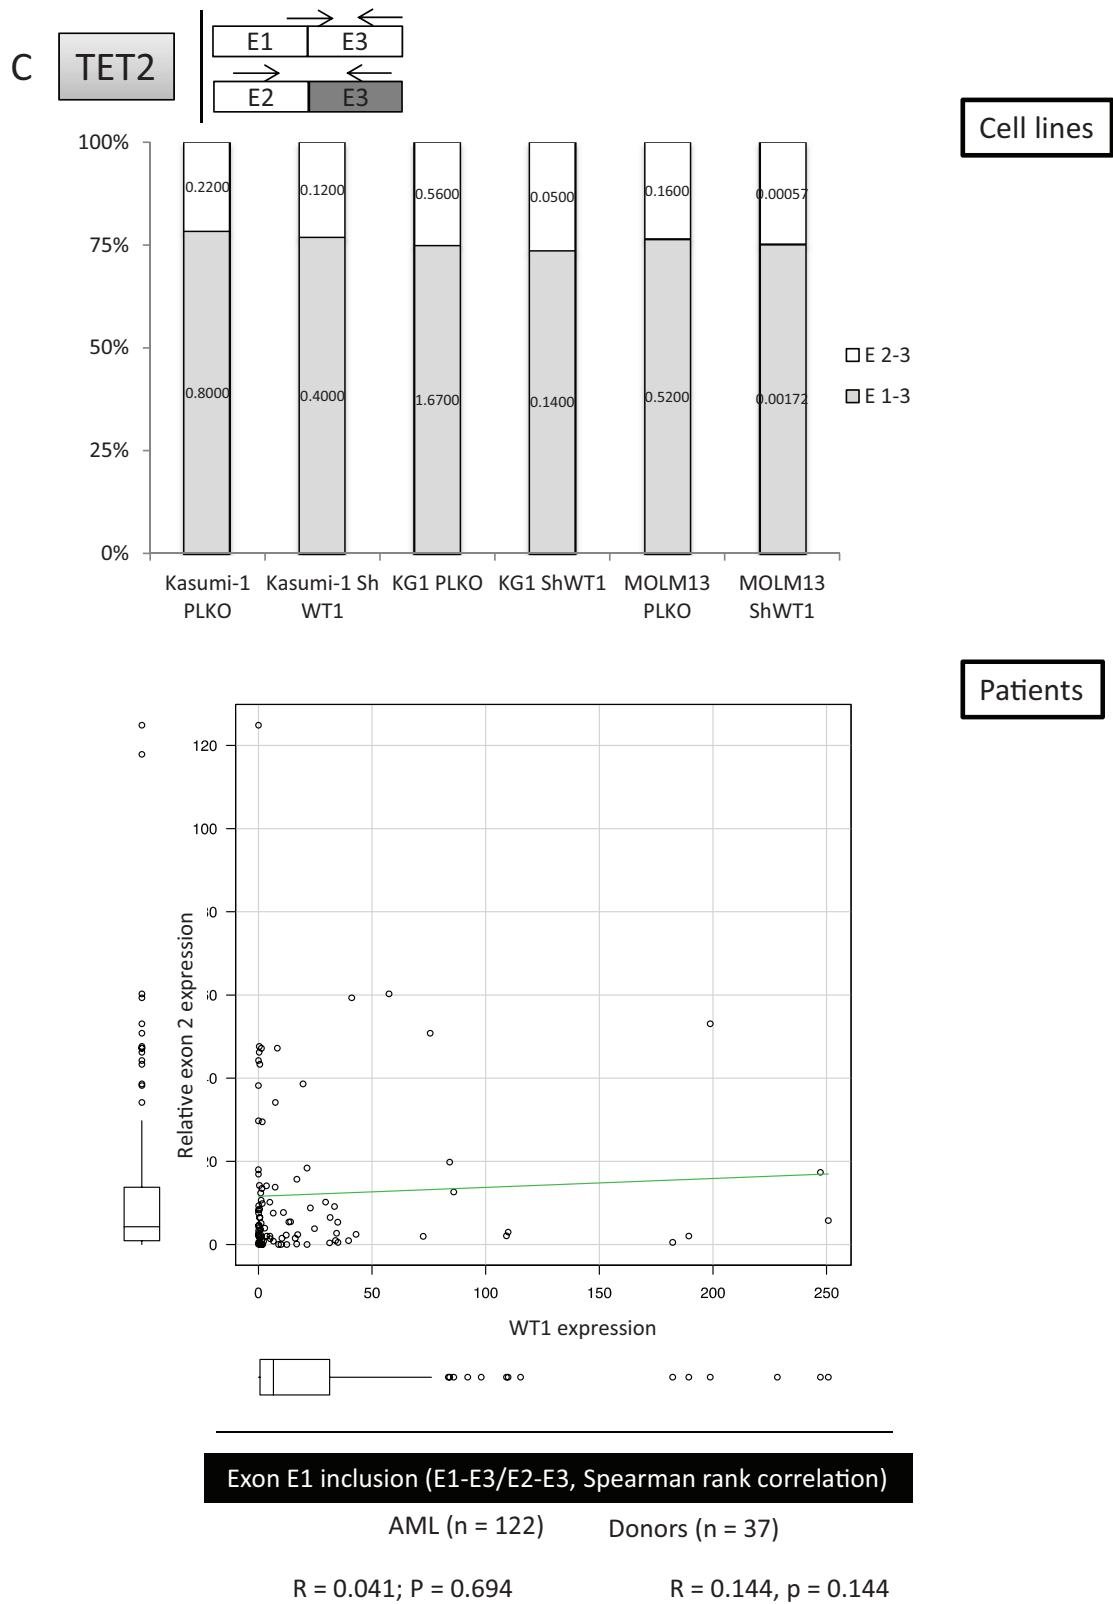 C TET2
E1 E3
E2 E3
Cell lines
100%
75%
50%
25%
0%
0.2200 0.1200 0.5600 0.0500 0.1600 0.00057
0.8000 0.4000 1.6700 0.1400 0.5200 0.00172
E 2-3
E 1-3
Kasumi-1 PLKO
Kasumi-1 Sh WT1
KG1 PLKO
KG1 ShWT1
MOLM13 PLKO
MOLM13 ShWT1
Patients
Relative exon 2 expression
120
100
80
60
40
20
0
0 50 100 150 200 250
WT1 expression
Exon E1 inclusion (E1-E3/E2-E3, Spearman rank correlation)
AML (n = 122) Donors (n = 37)
R = 0.041; P = 0.694 R = 0.144, p = 0.144